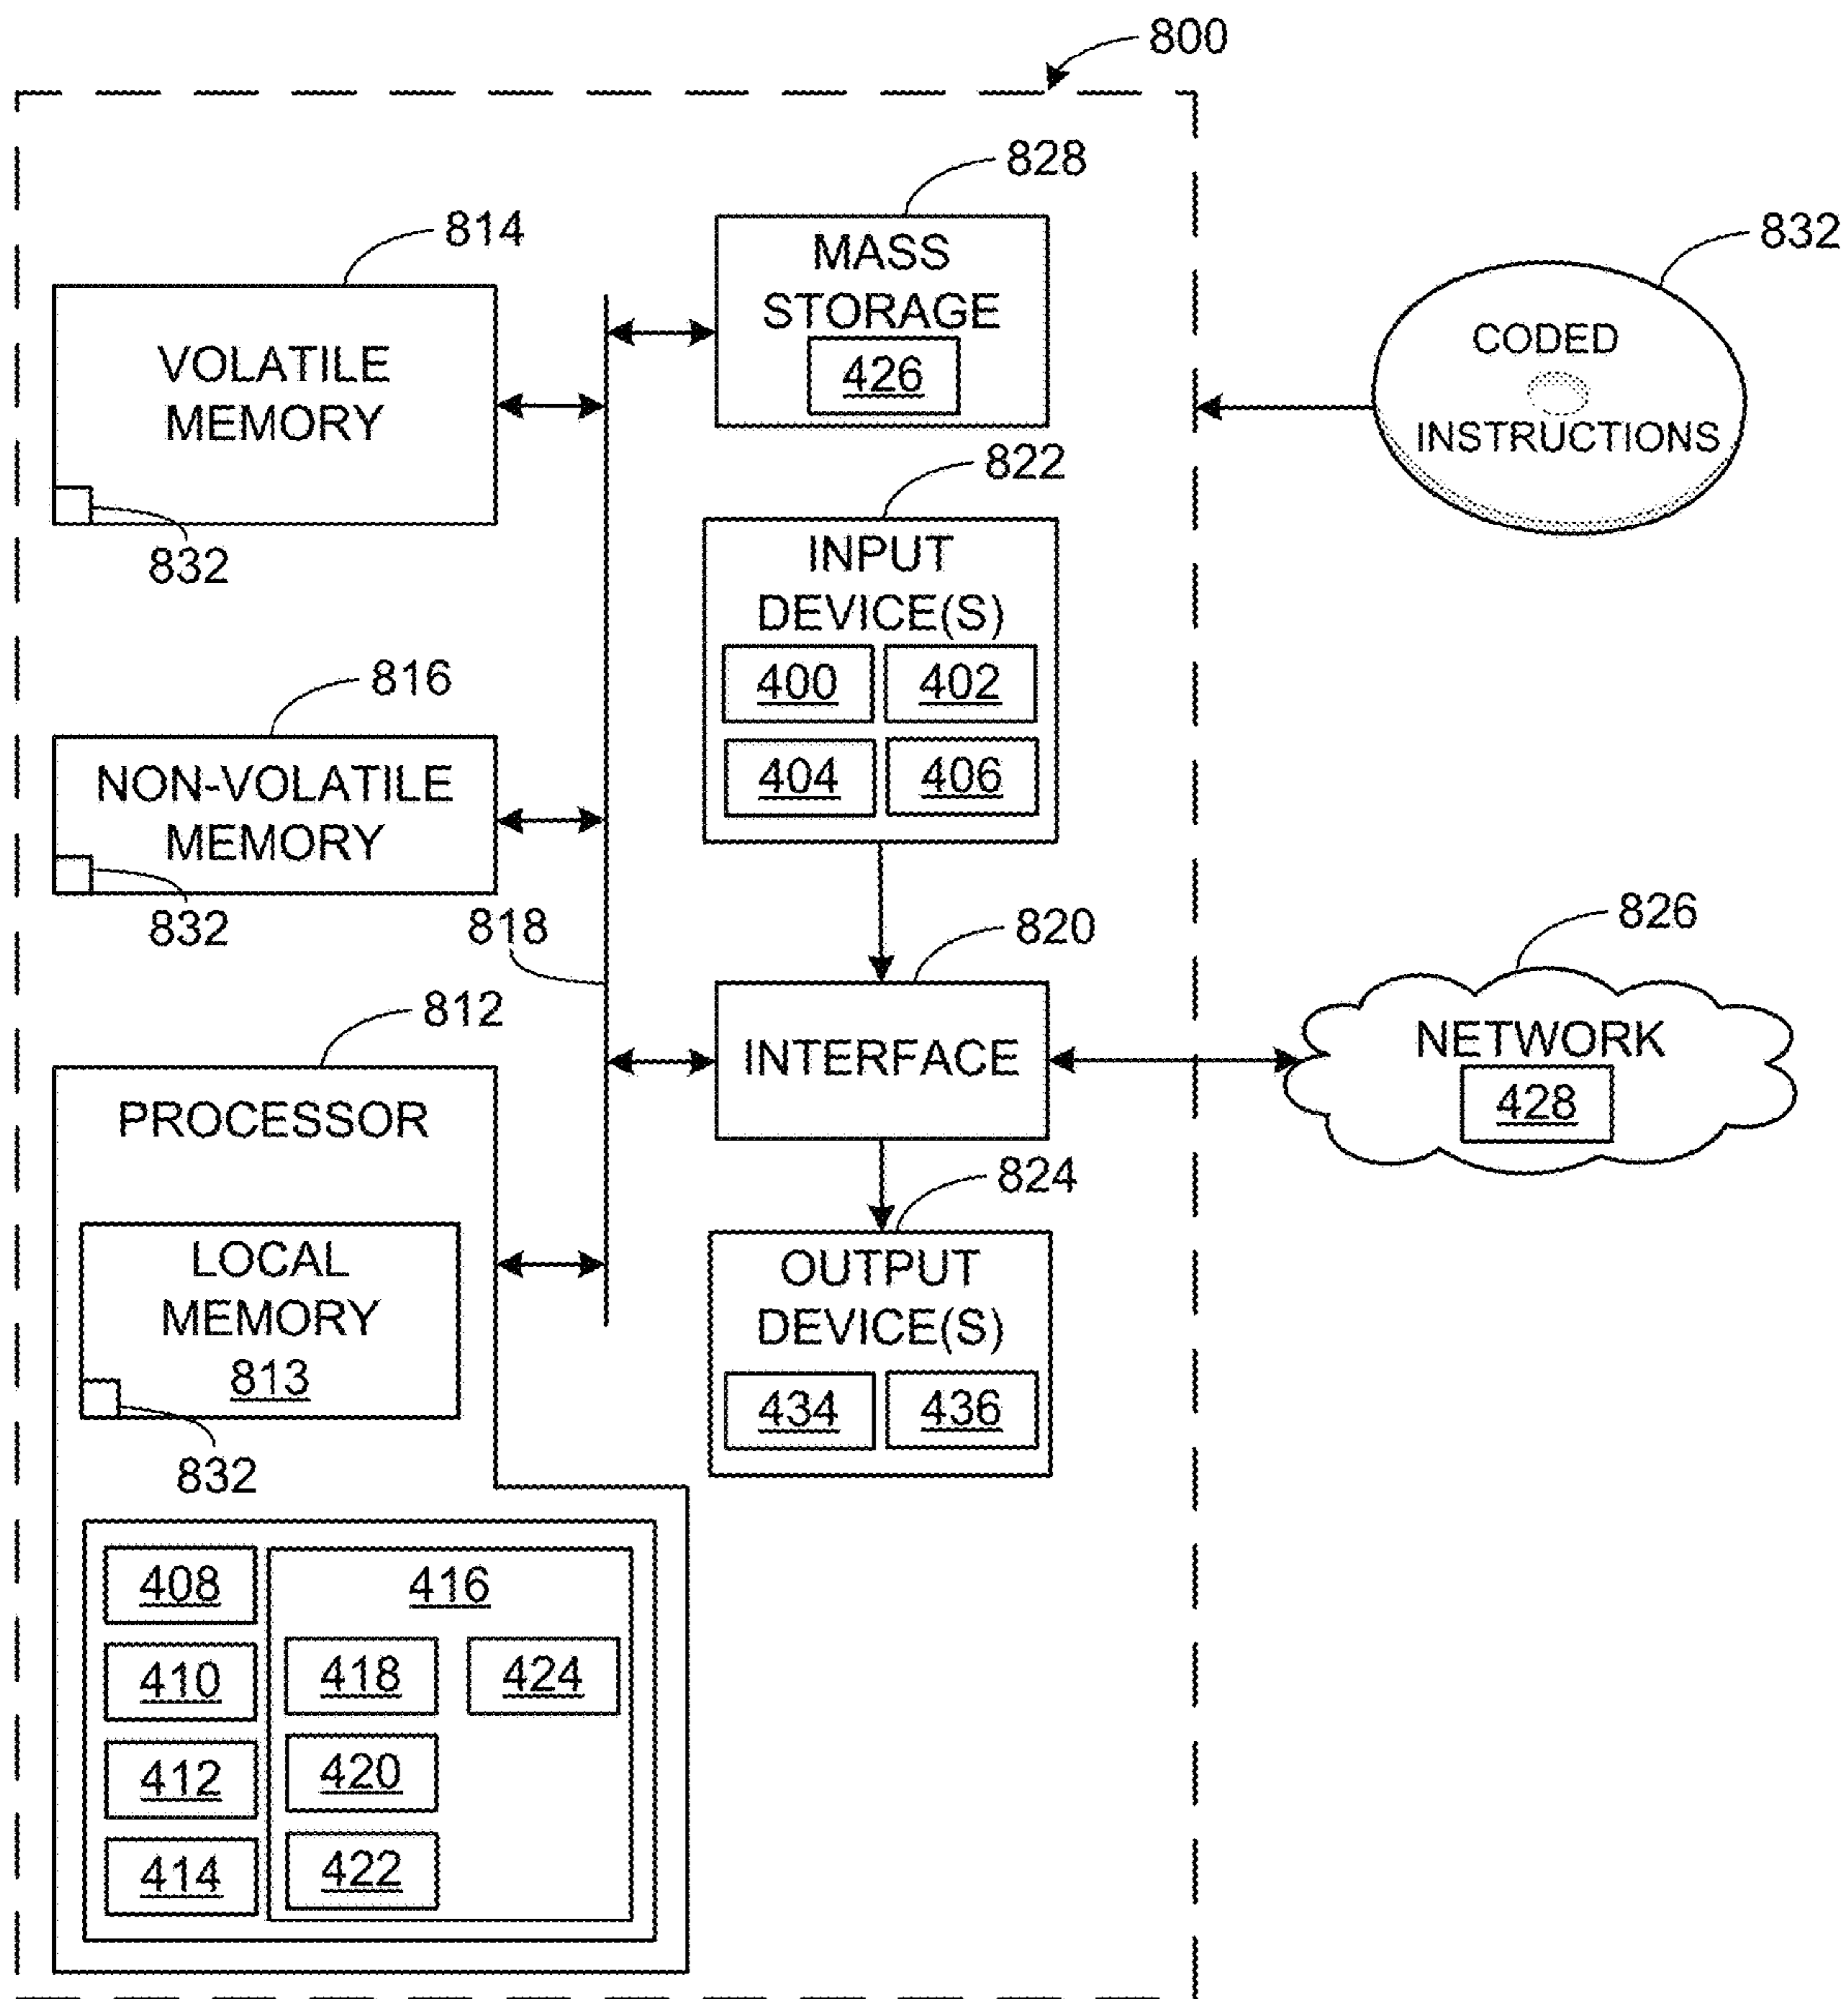 800
828
814
832
MASS
STORAGE
426
VOLATILE
MEMORY
CODED
INSTRUCTIONS
832
822
INPUT
DEVICE(S)
400 402
404 406
816
NON-VOLATILE
MEMORY
832
818
820
826
812
INTERFACE
NETWORK
428
PROCESSOR
824
LOCAL
MEMORY
813
832
OUTPUT
DEVICE(S)
434 436
408
410
412
414
416
418 424
420
422